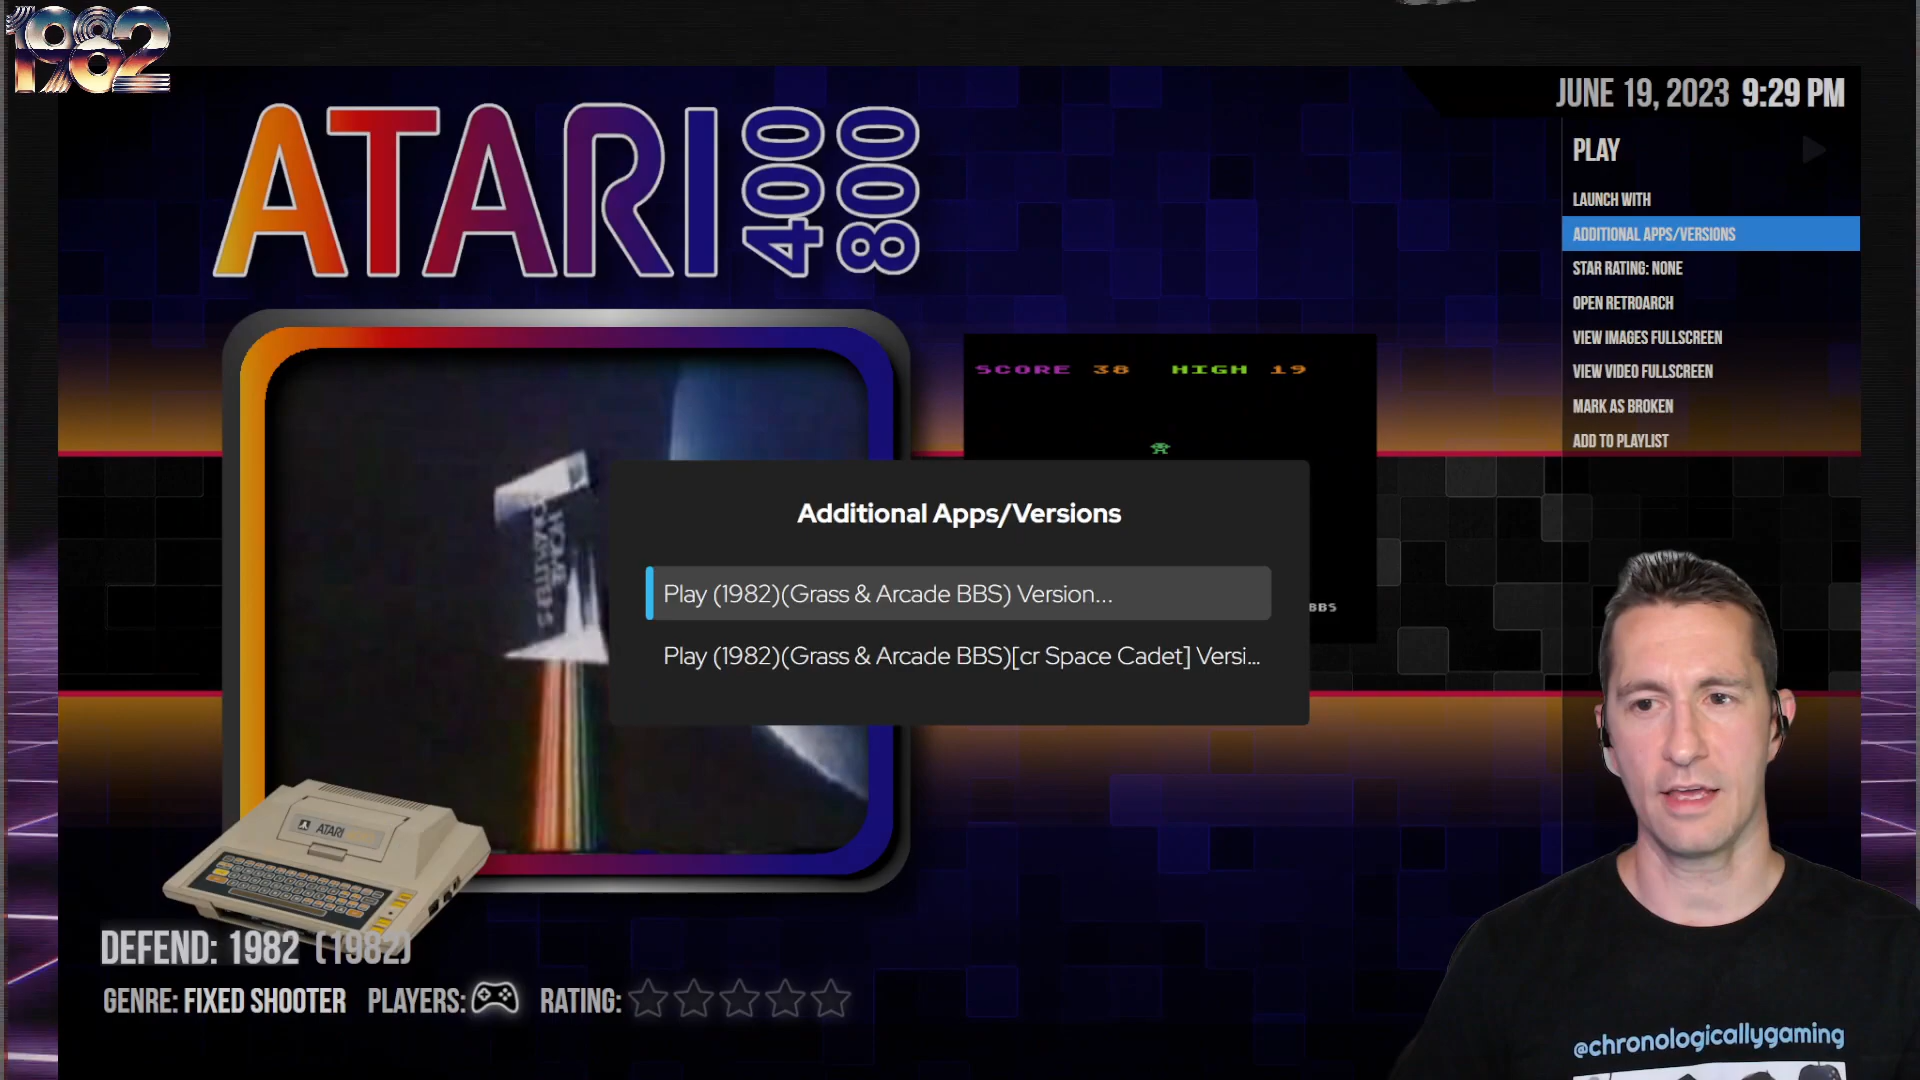 1982
JUNE 19, 2023 9:29 PM
ATARI 400 800
PLAY
LAUNCH WITH
ADDITIONAL APPS/VERSIONS
STAR RATING: NONE
OPEN RETROARCH
VIEW IMAGES FULLSCREEN
VIEW VIDEO FULLSCREEN
MARK AS BROKEN
ADD TO PLAYLIST
SCORE 38 HIGH 19
Additional Apps/Versions
Play (1982)(Grass & Arcade BBS) Version...
Play (1982)(Grass & Arcade BBS)[cr Space Cadet] Versi...
BBS
ATARI
DEFEND: 1982 (1982)
GENRE: FIXED SHOOTER PLAYERS: RATING:
@chronologicallygaming